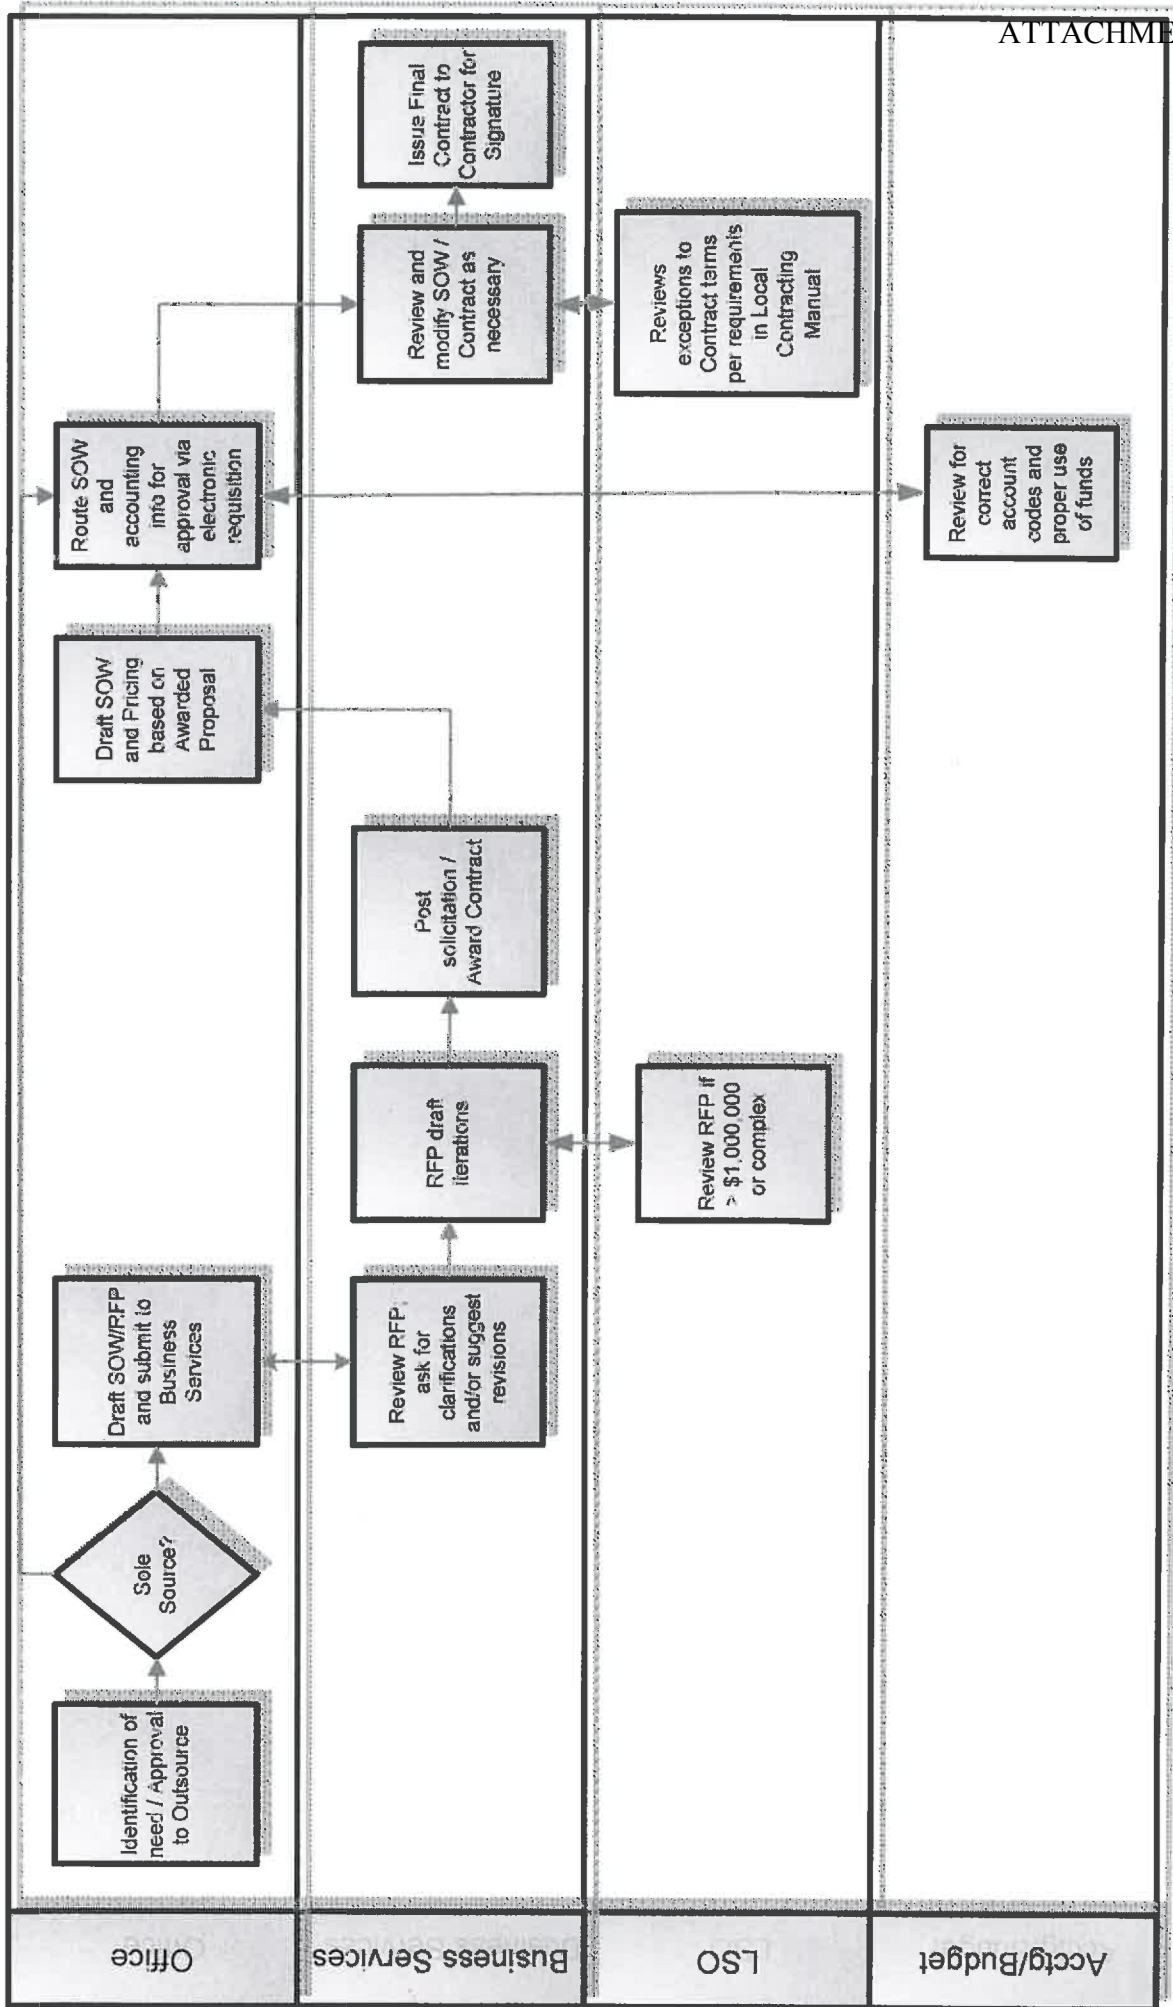 ATTACHME
Office
Identification of
need / Approval
to Outsource
Sole
Source?
Draft SOW/RFP
and submit to
Business
Services
Draft SOW
and Pricing
based on
Awarded
Proposal
Route SOW
and
accounting
info for
approval via
electronic
requisition
Business Services
Review RFP;
ask for
clarifications
and/or suggest
revisions
RFP draft
iterations
Post
solicitation /
Award Contract
Review and
modify SOW /
Contract as
necessary
Issue Final
Contract to
Contractor for
Signature
LSO
Review RFP if
> $1,000,000
or complex
Reviews
exceptions to
Contract terms
per requirements
in Local
Contracting
Manual
Acctg/Budget
Review for
correct
account
codes and
proper use
of funds